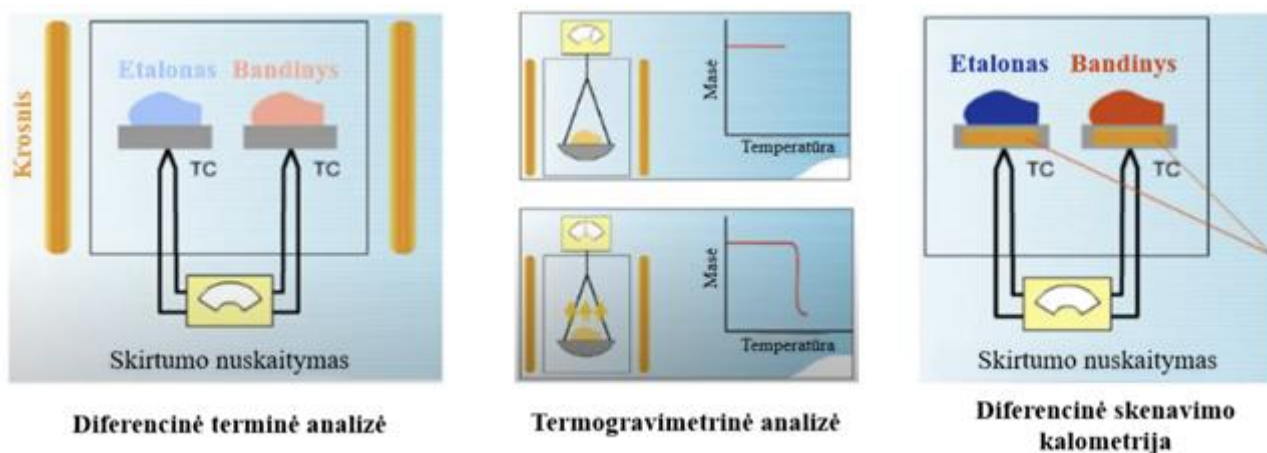 Krosnis
Etalonas Bandinys
TC TC
Skirtumo nuskaitymas
Diferencinė terminė analizė
Masė
Temperatūra
Masė
Temperatūra
Termogravimetrinė analizė
Etalonas Bandinys
TC TC
Skirtumo nuskaitymas
Diferencinė skenavimo
kalometrija